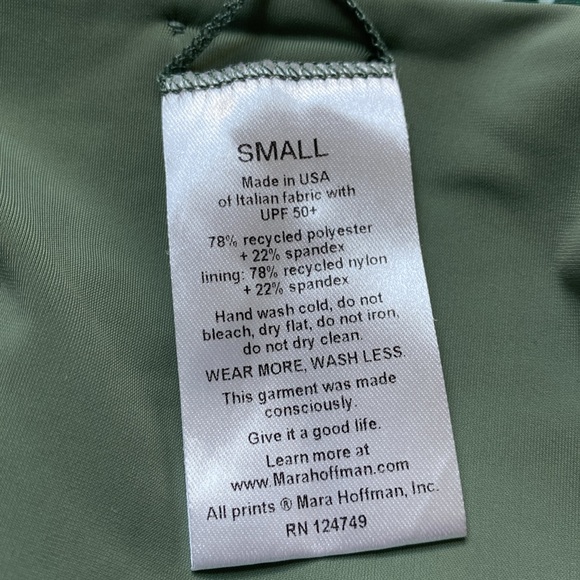 SMALL
Made in USA
of Italian fabric with
UPF 50+
78% recycled polyester
+ 22% spandex
lining: 78% recycled nylon
+ 22% spandex
Hand wash cold, do not
bleach, dry flat, do not iron,
do not dry clean.
WEAR MORE, WASH LESS.
This garment was made
consciously.
Give it a good life.
Learn more at
www.Marahoffman.com
All prints ® Mara Hoffman, Inc.
RN 124749